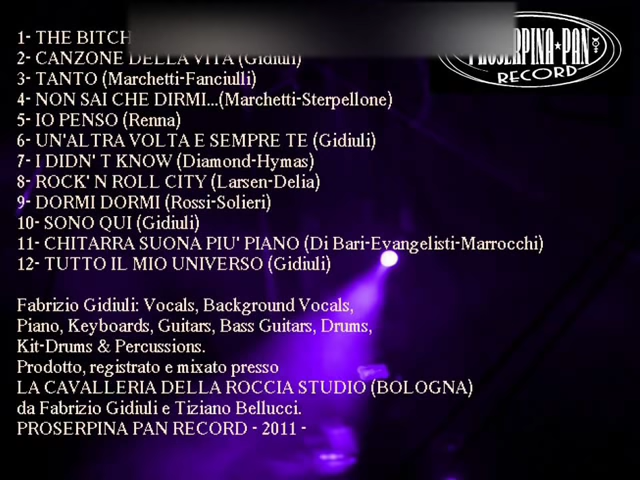 1- THE BITCH
2- CANZONE DELLA VITA (Gidiuli)
3- TANTO (Marchetti-Fanciulli)
4- NON SAI CHE DIRMI...(Marchetti-Sterpellone)
5- IO PENSO (Renna)
6- UN'ALTRA VOLTA E SEMPRE TE (Gidiuli)
7- I DIDN' T KNOW (Diamond-Hymas)
8- ROCK' N ROLL CITY (Larsen-Delia)
9- DORMI DORMI (Rossi-Solieri)
10- SONO QUI (Gidiuli)
11- CHITARRA SUONA PIU' PIANO (Di Bari-Evangelisti-Marrocchi)
12- TUTTO IL MIO UNIVERSO (Gidiuli)
Fabrizio Gidiuli: Vocals, Background Vocals,
Piano, Keyboards, Guitars, Bass Guitars, Drums,
Kit-Drums & Percussions.
Prodotto, registrato e mixato presso
LA CAVALLERIA DELLA ROCCIA STUDIO (BOLOGNA)
da Fabrizio Gidiuli e Tiziano Bellucci.
PROSERPINA PAN RECORD - 2011 -
PROSERPINA★PAN
RECORD